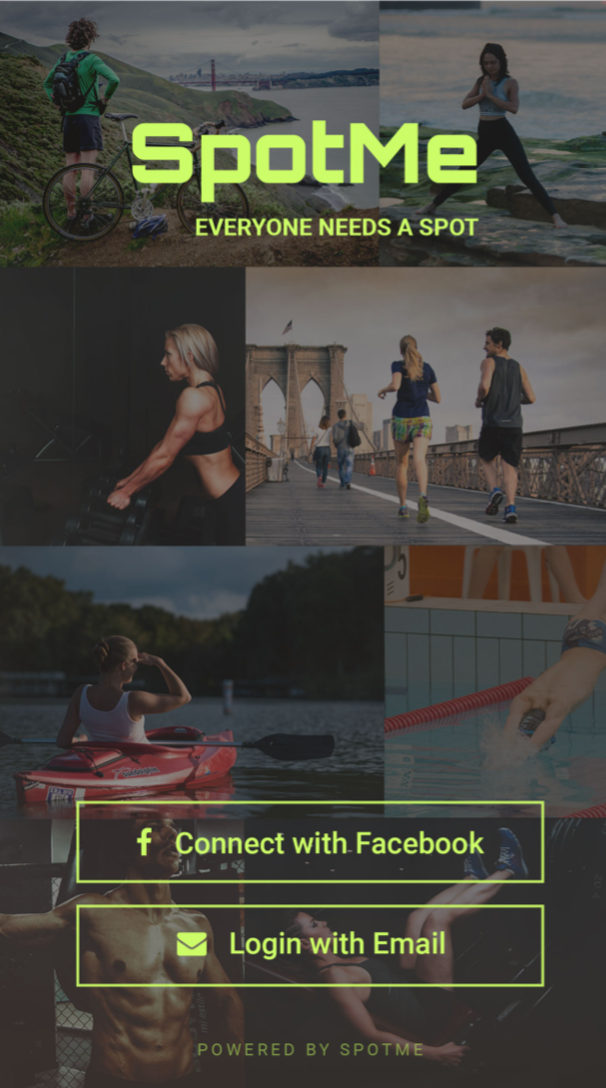 SpotMe
EVERYONE NEEDS A SPOT
Connect with Facebook
Login with Email
POWERED BY SPOTME